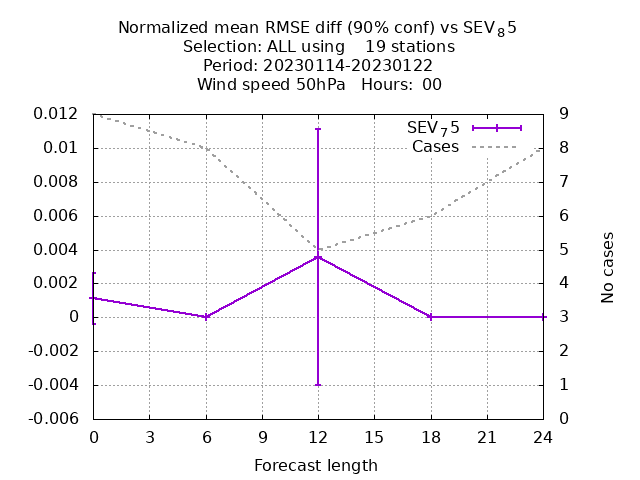 Normalized mean RMSE diff (90% conf) vs SEV₈5
Selection: ALL using 19 stations
Period: 20230114-20230122
Wind speed 50hPa Hours: 00
0.012
0.01
0.008
0.006
0.004
0.002
0
-0.002
-0.004
-0.006
9
8
7
6
5
4
3
2
1
0
SEV₇5
Cases
No cases
0 3 6 9 12 15 18 21 24
Forecast length